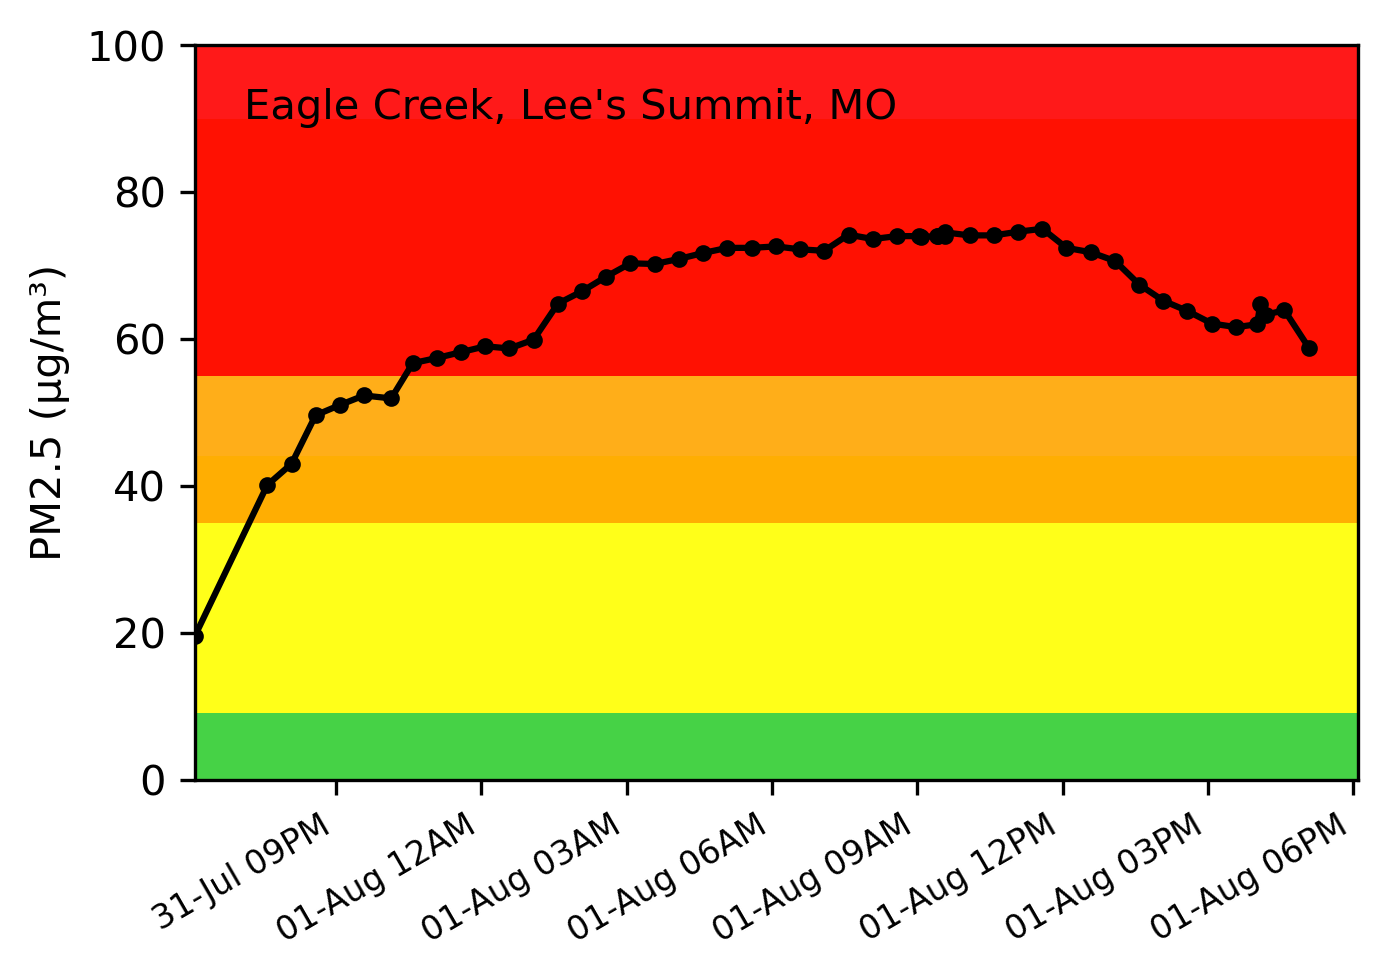 100
Eagle Creek, Lee's Summit, MO
80
60
40
20
0
PM2.5 (µg/m³)
31-Jul 09PM
01-Aug 12AM
01-Aug 03AM
01-Aug 06AM
01-Aug 09AM
01-Aug 12PM
01-Aug 03PM
01-Aug 06PM